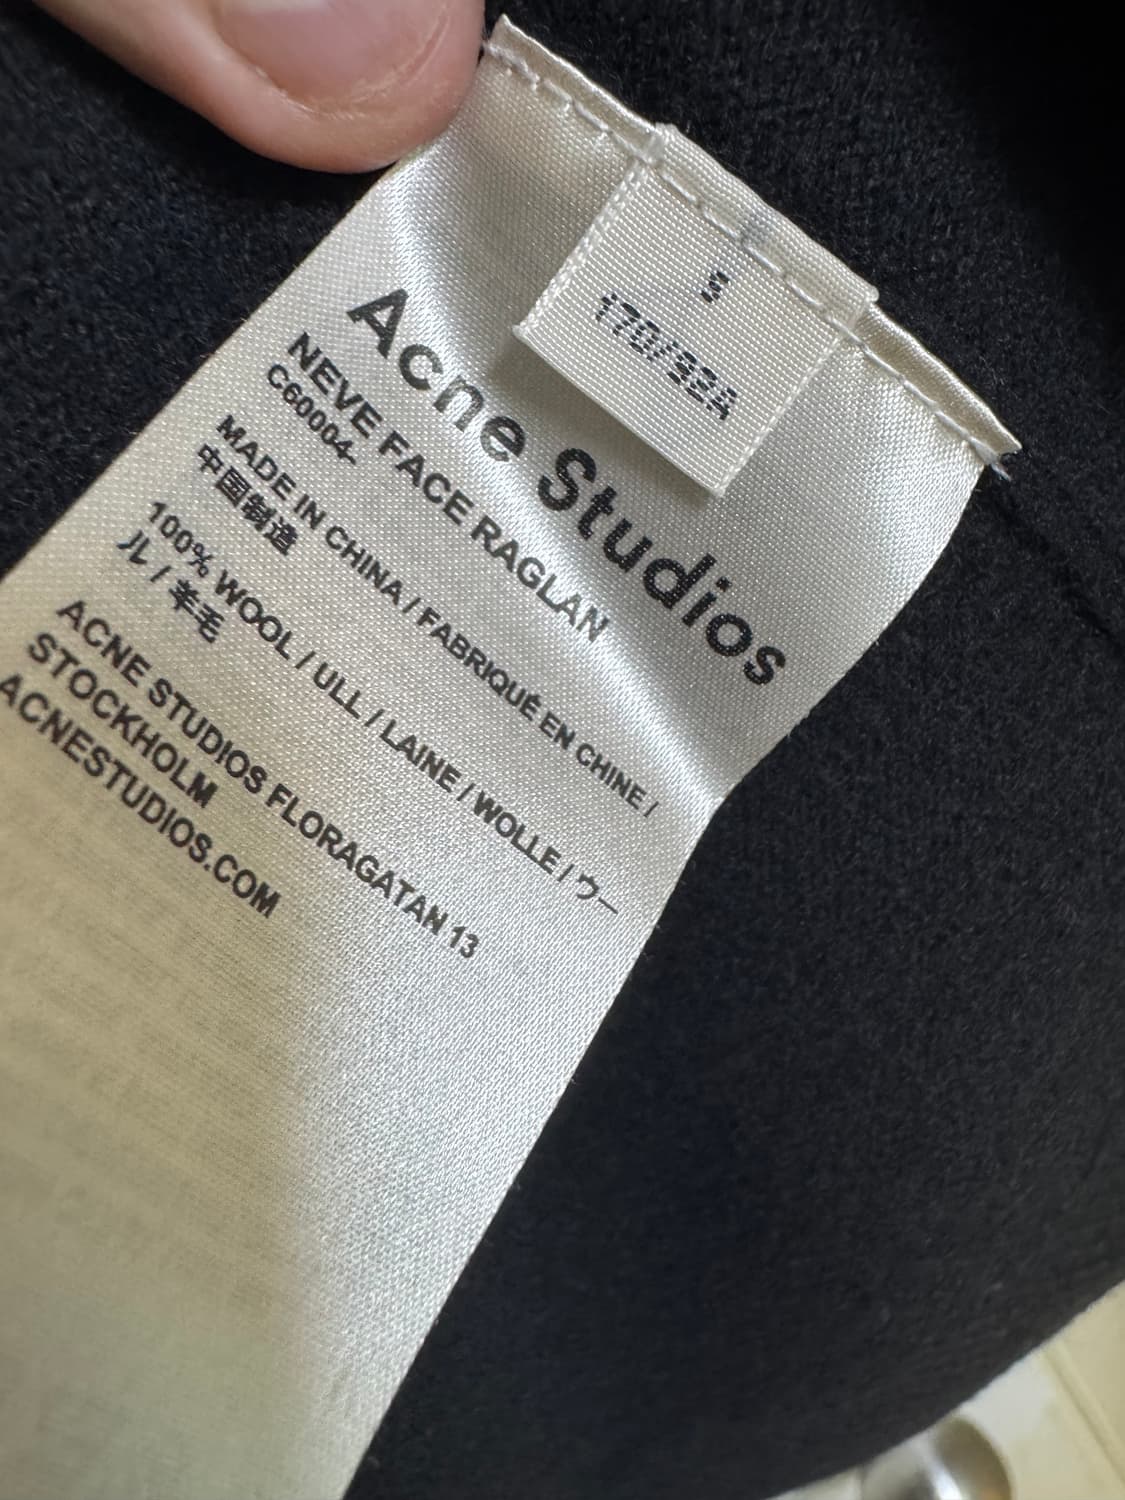 S
170/92A
Acne Studios
NEVE FACE RAGLAN
C60004-
MADE IN CHINA / FABRIQUÉ EN CHINE /
中国制造
100% WOOL / ULL / LAINE / WOLLE / ウー
ル / 羊毛
ACNE STUDIOS FLORAGATAN 13
STOCKHOLM
ACNESTUDIOS.COM